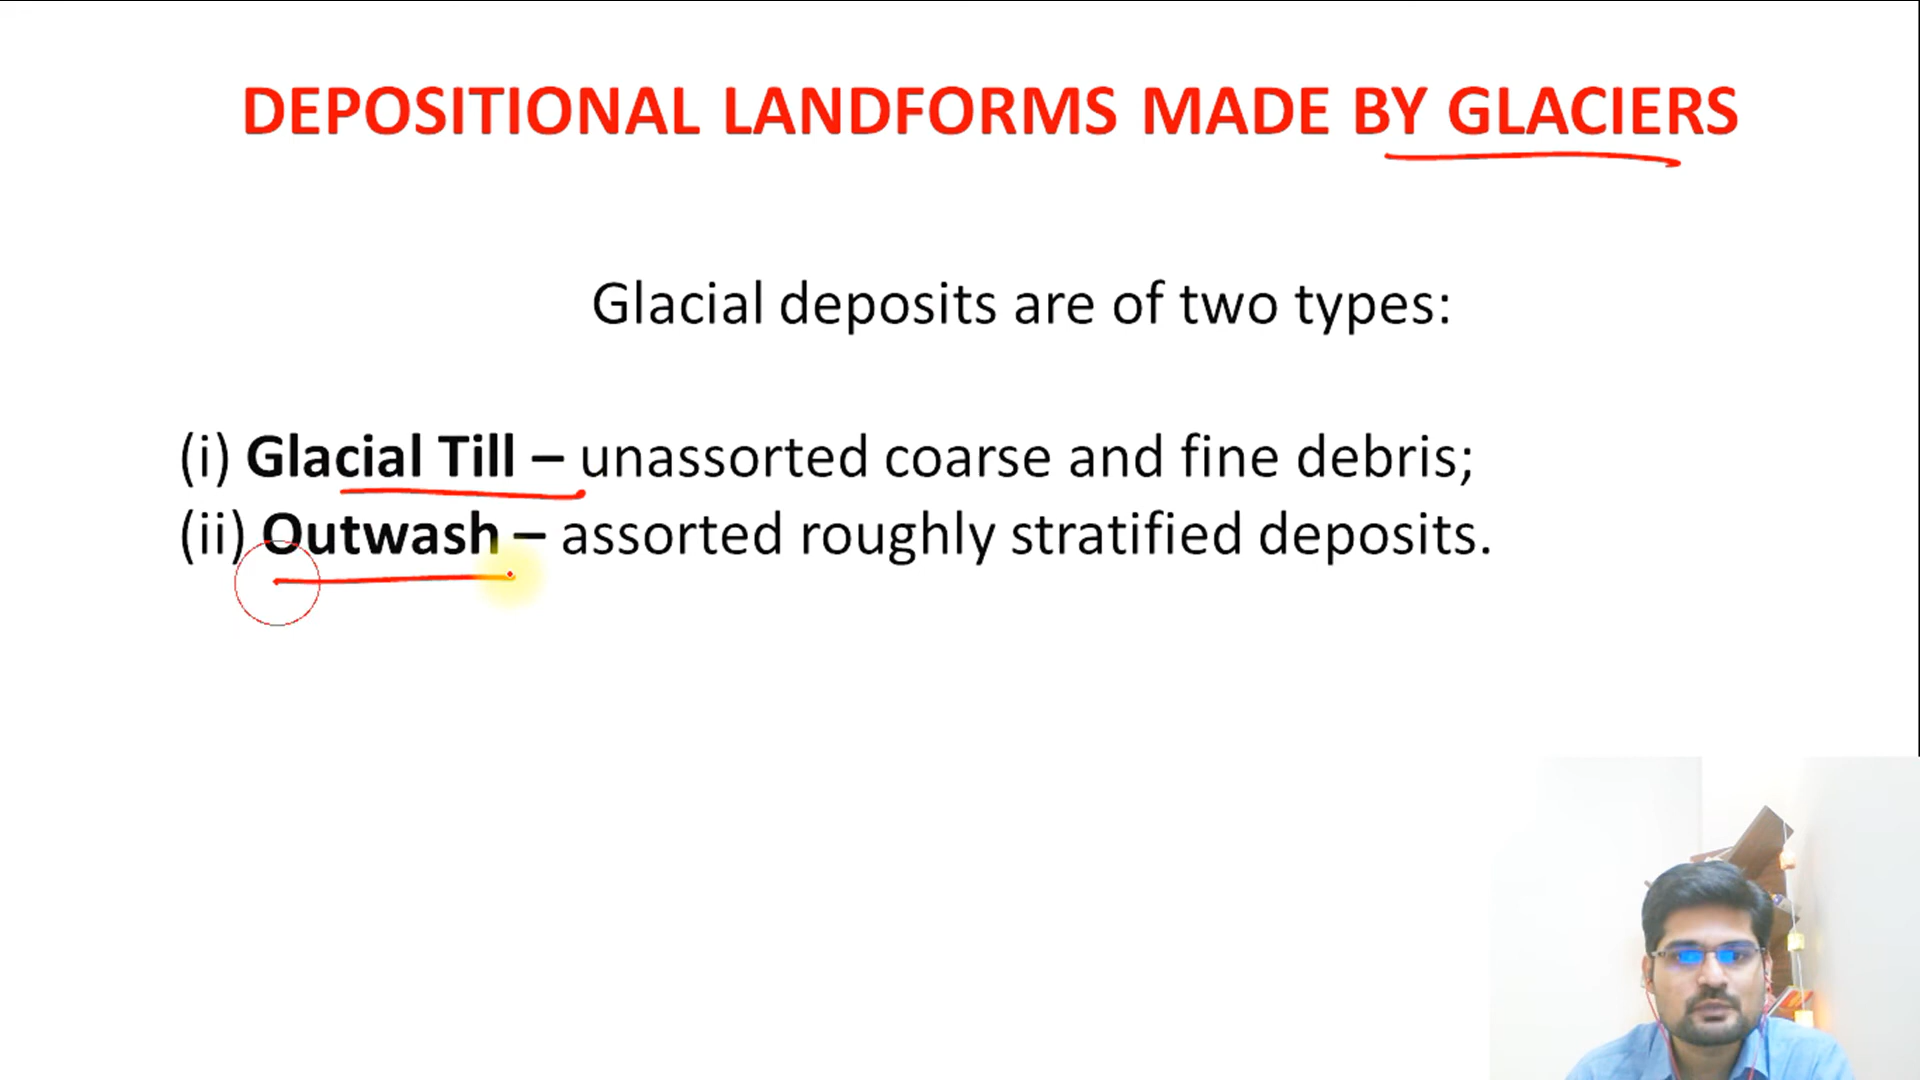 DEPOSITIONAL LANDFORMS MADE BY GLACIERS
Glacial deposits are of two types:
(i) Glacial Till – unassorted coarse and fine debris;
(ii) Outwash – assorted roughly stratified deposits.